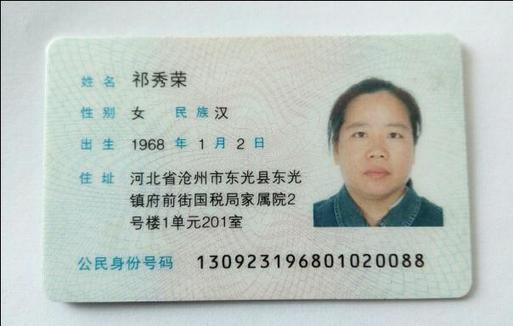 姓名 祁秀荣
性别 女 民族 汉
出生 1968 年 1 月 2 日
住址 河北省沧州市东光县东光
镇府前街国税局家属院2
号楼1单元201室
公民身份号码 130923196801020088